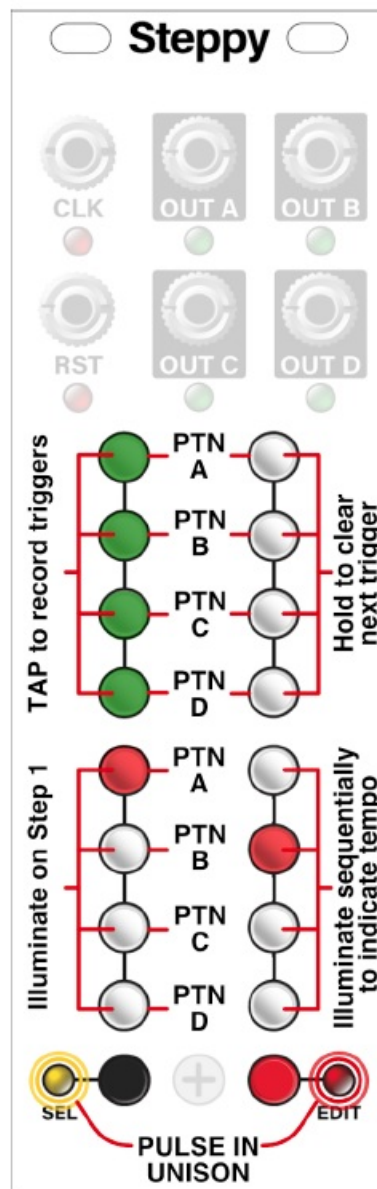 Steppy
CLK OUT A OUT B
RST OUT C OUT D
TAP to record triggers
PTN
A
PTN
B
PTN
C
PTN
D
Hold to clear
next trigger
Illuminate on Step 1
PTN
A
PTN
B
PTN
C
PTN
D
Illuminate sequentially
to indicate tempo
SEL EDIT
PULSE IN
UNISON